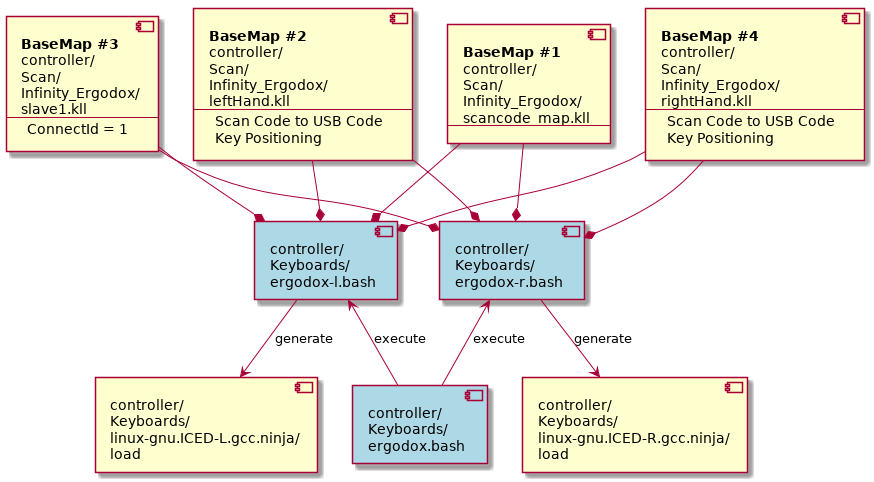 BaseMap #3
controller/
Scan/
Infinity_Ergodox/
slave1.kll
ConnectId = 1
BaseMap #2
controller/
Scan/
Infinity_Ergodox/
leftHand.kll
Scan Code to USB Code
Key Positioning
BaseMap #1
controller/
Scan/
Infinity_Ergodox/
scancode_map.kll
BaseMap #4
controller/
Scan/
Infinity_Ergodox/
rightHand.kll
Scan Code to USB Code
Key Positioning
controller/
Keyboards/
ergodox-l.bash
controller/
Keyboards/
ergodox-r.bash
generate
execute
execute
generate
controller/
Keyboards/
linux-gnu.ICED-L.gcc.ninja/
load
controller/
Keyboards/
ergodox.bash
controller/
Keyboards/
linux-gnu.ICED-R.gcc.ninja/
load